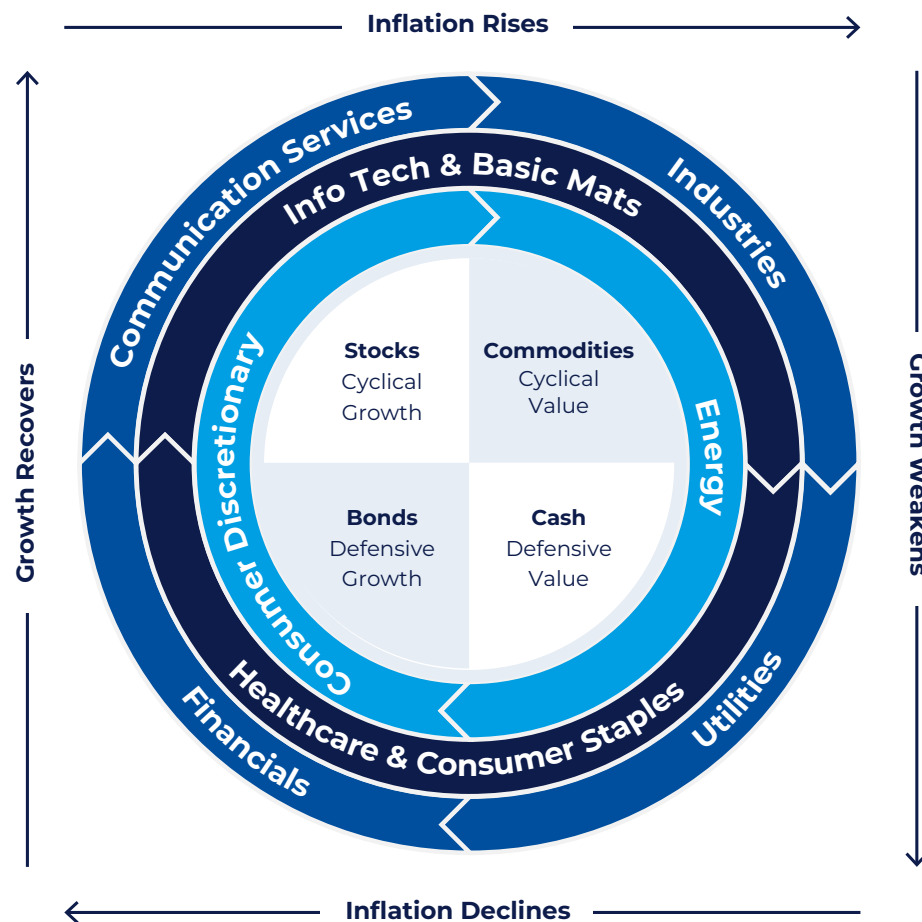 Inflation Rises
Communication Services
Industries
Info Tech & Basic Mats
Growth Recovers
Growth Weakens
Consumer Discretionary
Energy
Stocks
Cyclical
Growth
Commodities
Cyclical
Value
Bonds
Defensive
Growth
Cash
Defensive
Value
Healthcare & Consumer Staples
Financials
Utilities
Inflation Declines